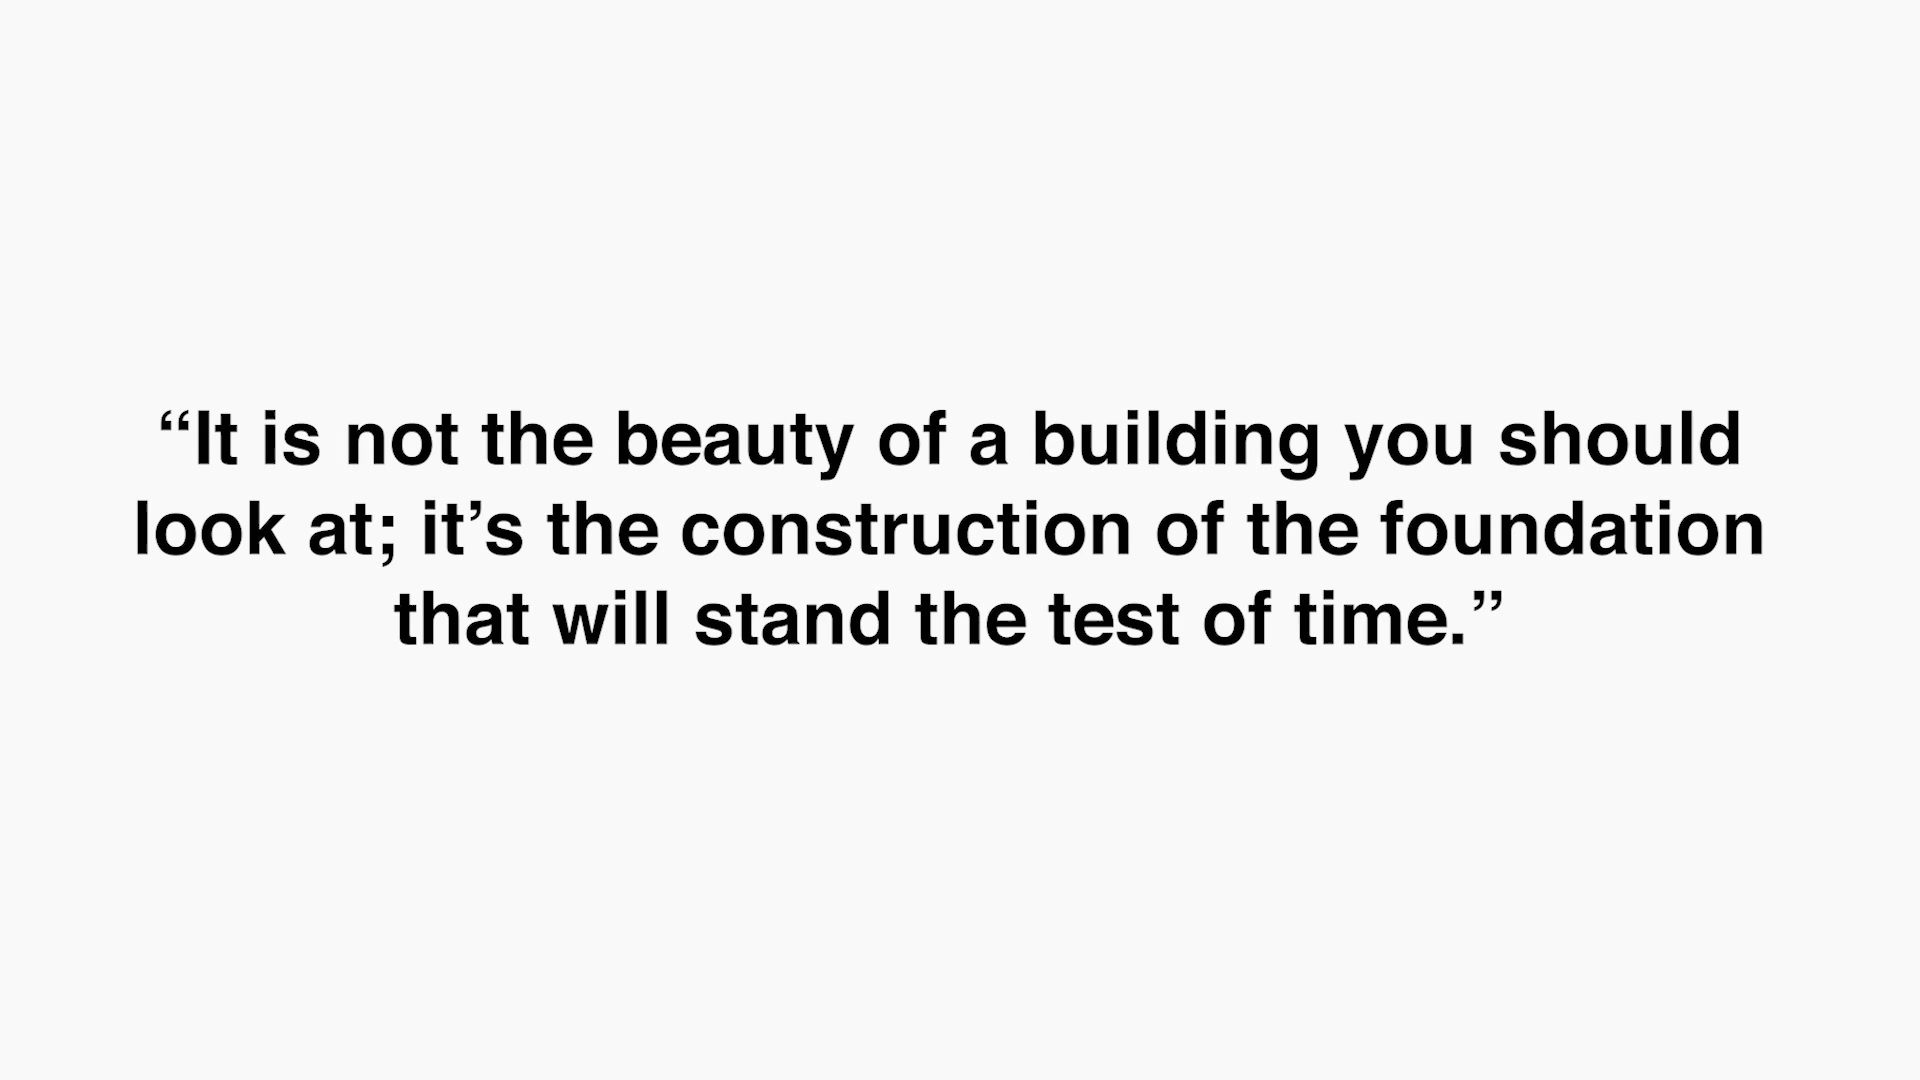 “It is not the beauty of a building you should
look at; it’s the construction of the foundation
that will stand the test of time.”